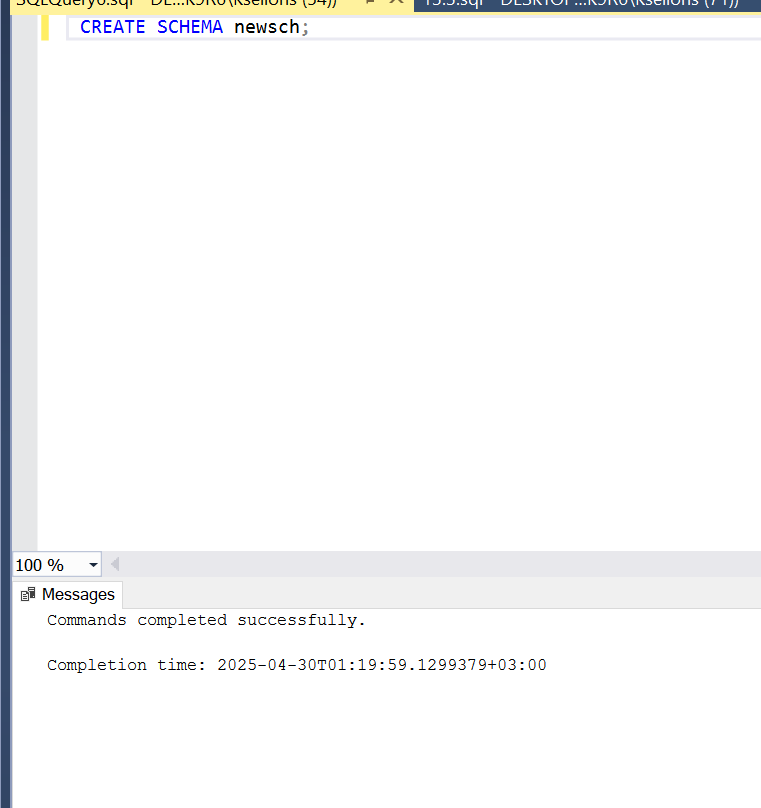 CREATE SCHEMA newsch;
100 %
Messages
Commands completed successfully.
Completion time: 2025-04-30T01:19:59.1299379+03:00